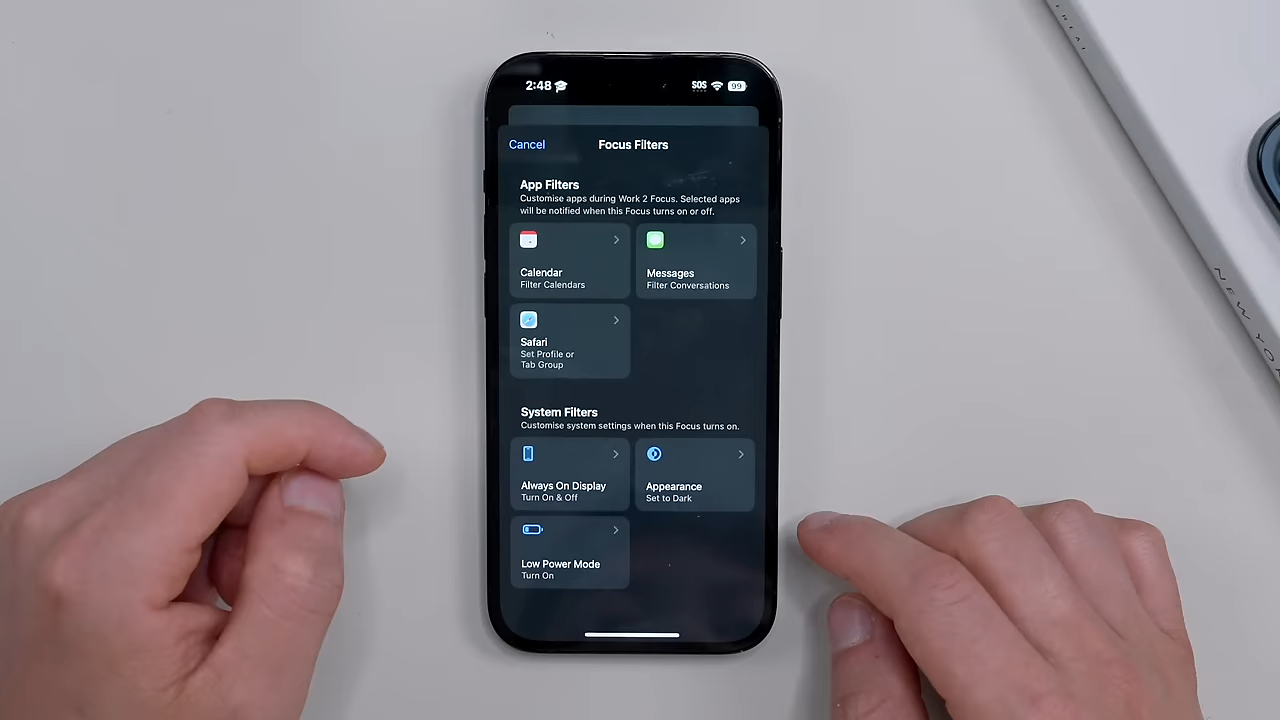 2:48
SOS
99
Cancel
Focus Filters
App Filters
Customise apps during Work 2 Focus. Selected apps
will be notified when this Focus turns on or off.
Calendar
Filter Calendars
Messages
Filter Conversations
Safari
Set Profile or
Tab Group
System Filters
Customise system settings when this Focus turns on.
Always On Display
Turn On & Off
Appearance
Set to Dark
Low Power Mode
Turn On
NEW YO